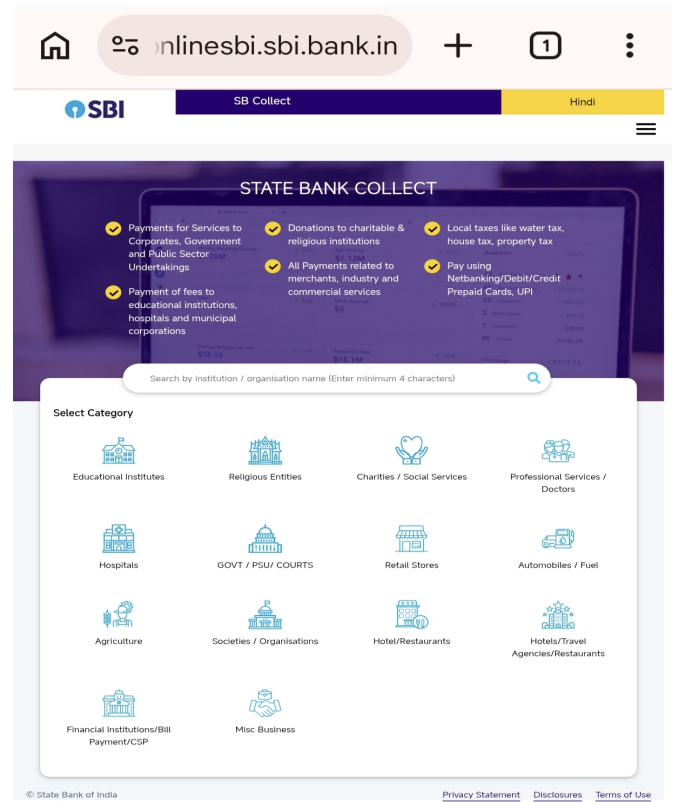 nlinesbi.sbi.bank.in
1
SBI
SB Collect
Hindi
STATE BANK COLLECT
Payments for Services to
Corporates, Government
and Public Sector
Undertakings
Payment of fees to
educational institutions,
hospitals and municipal
corporations
Donations to charitable &
religious institutions
All Payments related to
merchants, industry and
commercial services
Local taxes like water tax,
house tax, property tax
Pay using
Netbanking/Debit/Credit
Prepaid Cards, UPI
Search by institution / organisation name (Enter minimum 4 characters)
Select Category
Educational Institutes
Religious Entities
Charities / Social Services
Professional Services /
Doctors
Hospitals
GOVT / PSU/ COURTS
Retail Stores
Automobiles / Fuel
Agriculture
Societies / Organisations
Hotel/Restaurants
Hotels/Travel
Agencies/Restaurants
Financial Institutions/Bill
Payment/CSP
Misc Business
© State Bank of India
Privacy Statement Disclosures Terms of Use